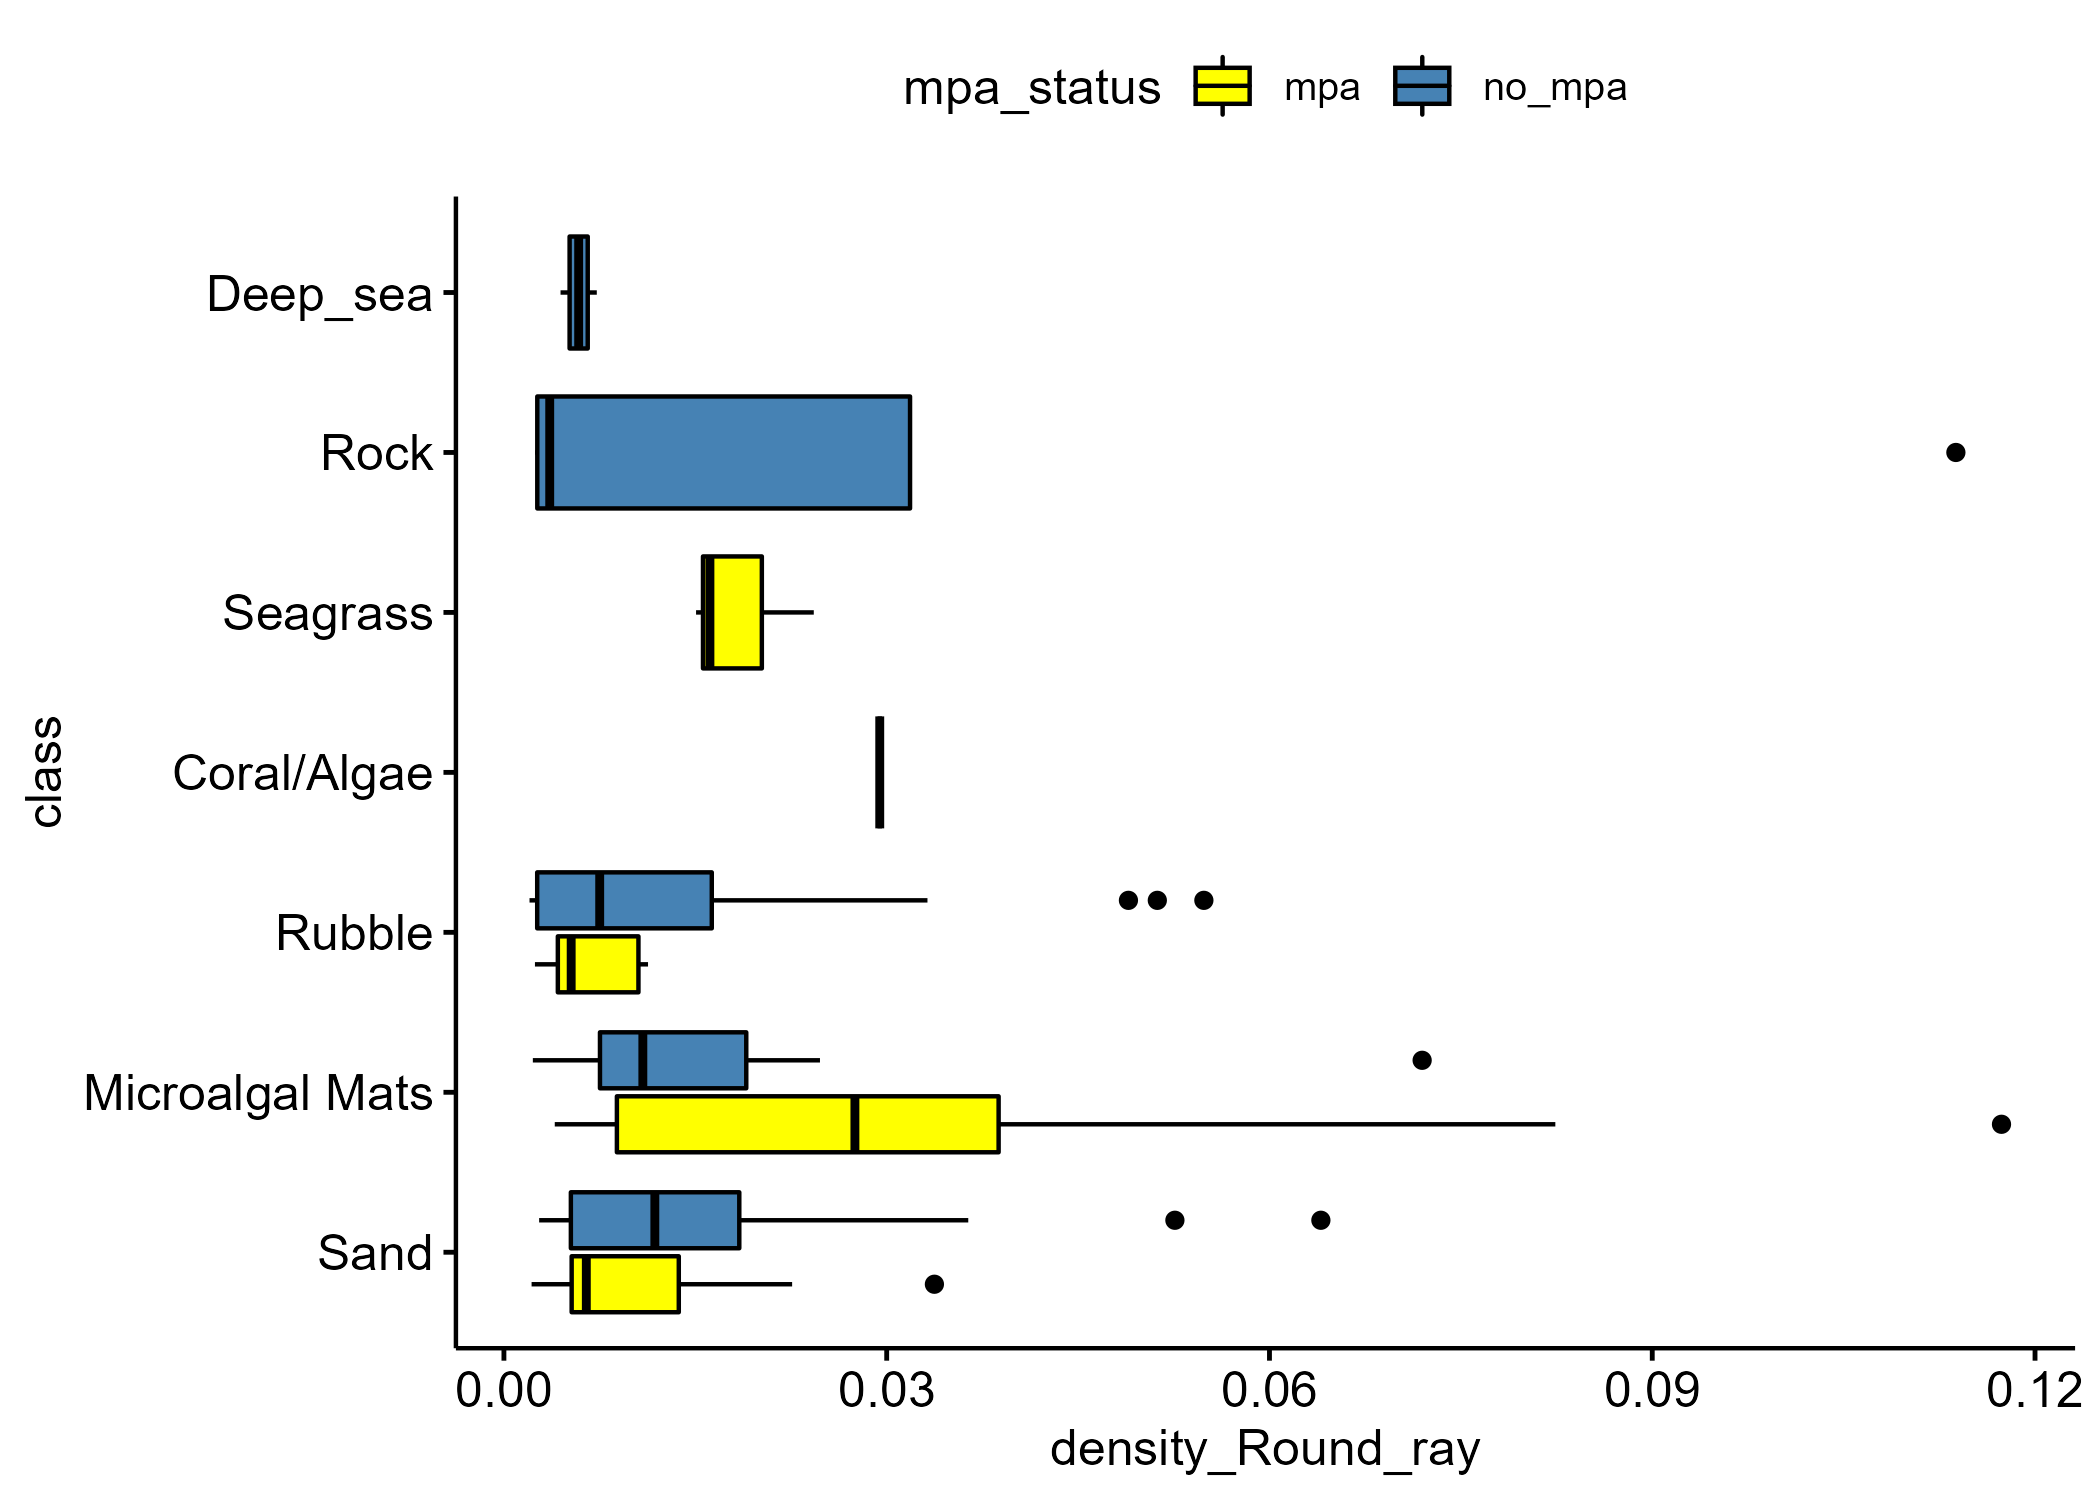 mpa_status mpa no_mpa
Deep_sea
Rock
Seagrass
Coral/Algae
Rubble
Microalgal Mats
Sand
class
0.00 0.03 0.06 0.09 0.12
density_Round_ray